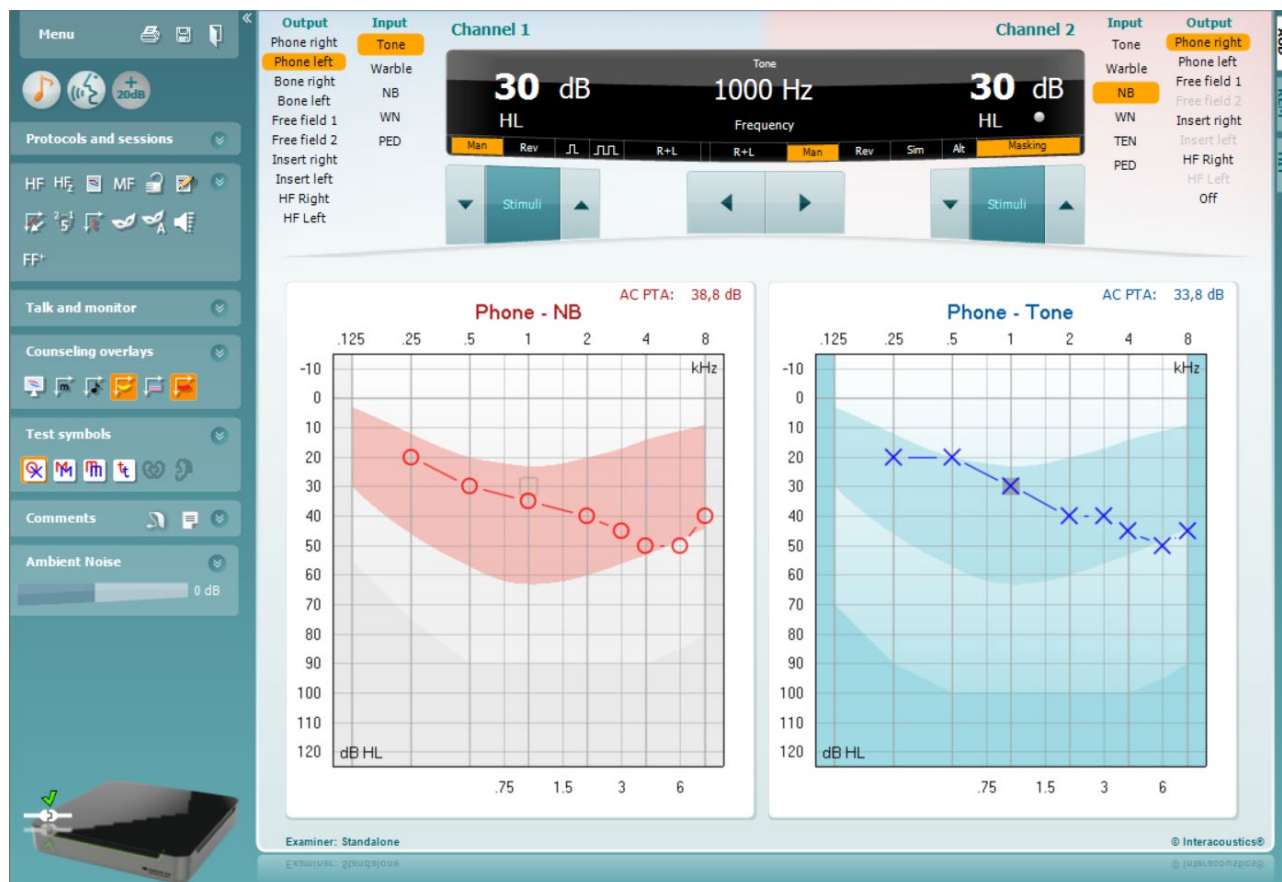 Menu
+
20dB
Protocols and sessions
HF HFz MF
2 5 -1
A
FF+
Talk and monitor
Counseling overlays
m
Test symbols
M m t t
Comments
Ambient Noise
0 dB
Output
Phone right
Phone left
Bone right
Bone left
Free field 1
Free field 2
Insert right
Insert left
HF Right
HF Left
Input
Tone
Warble
NB
WN
PED
Channel 1
Channel 2
Tone
30 dB 1000 Hz 30 dB
HL Frequency HL
Man Rev R+L R+L Man Rev Sim Alt Masking
Stimuli
Stimuli
Input
Tone
Warble
NB
WN
TEN
PED
Output
Phone right
Phone left
Free field 1
Free field 2
Insert right
Insert left
HF Right
HF Left
Off
AC PTA: 38,8 dB
Phone - NB
.125 .25 .5 1 2 4 8
kHz
-10
0
10
20
30
40
50
60
70
80
90
100
110
120
dB HL
.75 1.5 3 6
AC PTA: 33,8 dB
Phone - Tone
.125 .25 .5 1 2 4 8
kHz
-10
0
10
20
30
40
50
60
70
80
90
100
110
120
dB HL
.75 1.5 3 6
Examiner: Standalone
© Interacoustics®